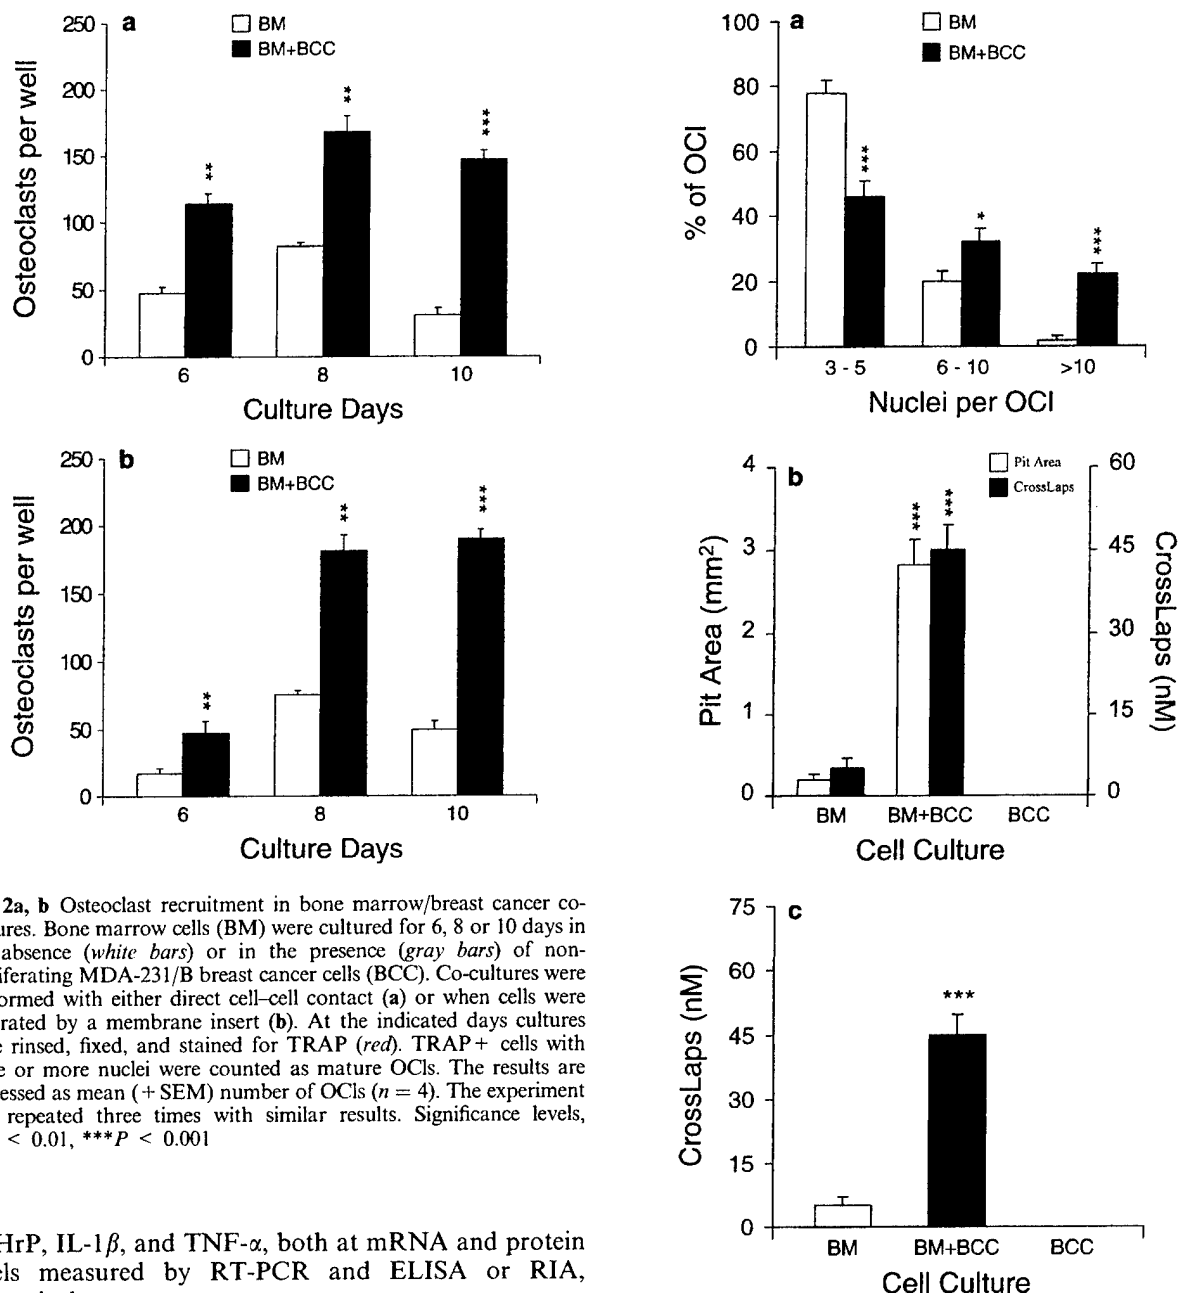 a
BM
BM+BCC
250
200
150
100
50
0
Osteoclasts per well
**
**
***
6
8
10
Culture Days
b
BM
BM+BCC
250
200
150
100
50
0
Osteoclasts per well
**
**
***
6
8
10
Culture Days
2a, b Osteoclast recruitment in bone marrow/breast cancer co-
ures. Bone marrow cells (BM) were cultured for 6, 8 or 10 days in
absence (white bars) or in the presence (gray bars) of non-
iferating MDA-231/B breast cancer cells (BCC). Co-cultures were
ormed with either direct cell–cell contact (a) or when cells were
rated by a membrane insert (b). At the indicated days cultures
e rinsed, fixed, and stained for TRAP (red). TRAP+ cells with
e or more nuclei were counted as mature OCls. The results are
essed as mean (+ SEM) number of OCls (n = 4). The experiment
repeated three times with similar results. Significance levels,
< 0.01, ***P < 0.001
HrP, IL-1β, and TNF-α, both at mRNA and protein
els measured by RT-PCR and ELISA or RIA,
a
BM
BM+BCC
100
80
60
40
20
0
% of OCl
***
*
***
3 - 5
6 - 10
>10
Nuclei per OCl
b
Pit Area
CrossLaps
4
3
2
1
0
Pit Area (mm²)
60
45
30
15
0
CrossLaps (nM)
***
***
BM
BM+BCC
BCC
Cell Culture
c
75
60
45
30
15
0
CrossLaps (nM)
***
BM
BM+BCC
BCC
Cell Culture